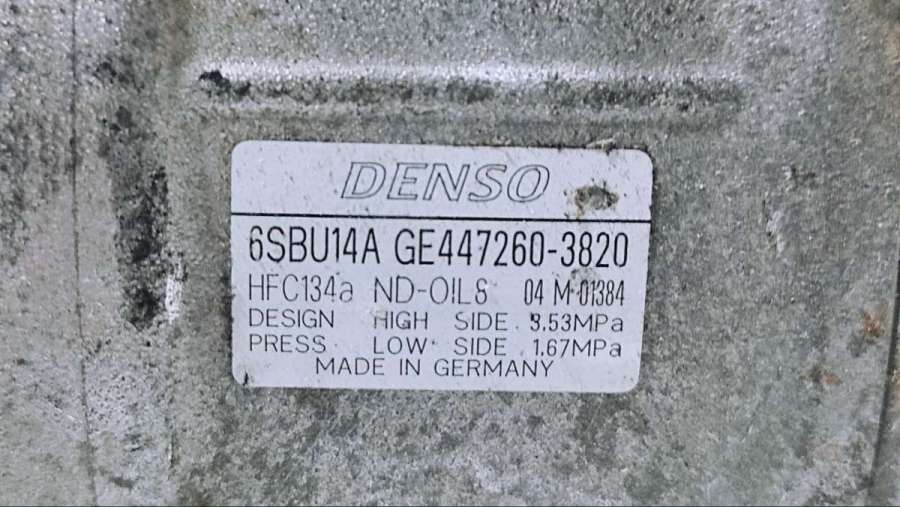 DENSO
6SBU14A GE447260-3820
HFC134a ND-OIL8 04 M 01384
DESIGN HIGH SIDE 3.53MPa
PRESS LOW SIDE 1.67MPa
MADE IN GERMANY